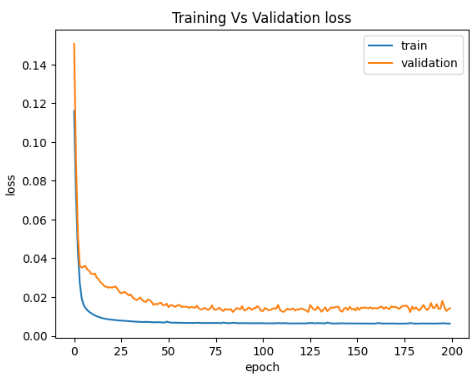 Training Vs Validation loss
train
validation
0.14
0.12
0.10
0.08
0.06
0.04
0.02
0.00
loss
0 25 50 75 100 125 150 175 200
epoch